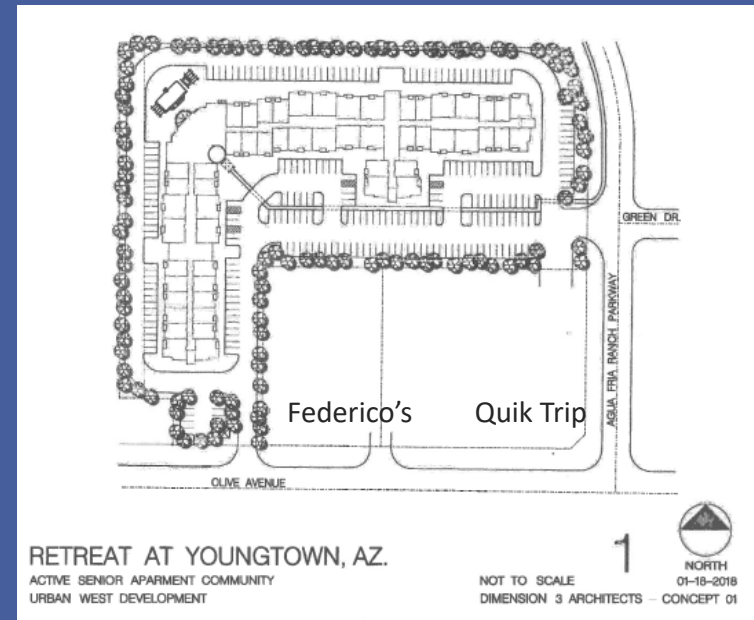 GREEN DR.
AGUA FRIA RANCH PARKWAY
Federico's
Quik Trip
OLIVE AVENUE
RETREAT AT YOUNGTOWN, AZ.
ACTIVE SENIOR APARMENT COMMUNITY
URBAN WEST DEVELOPMENT
1
NORTH
NOT TO SCALE
01-18-2018
DIMENSION 3 ARCHITECTS - CONCEPT 01